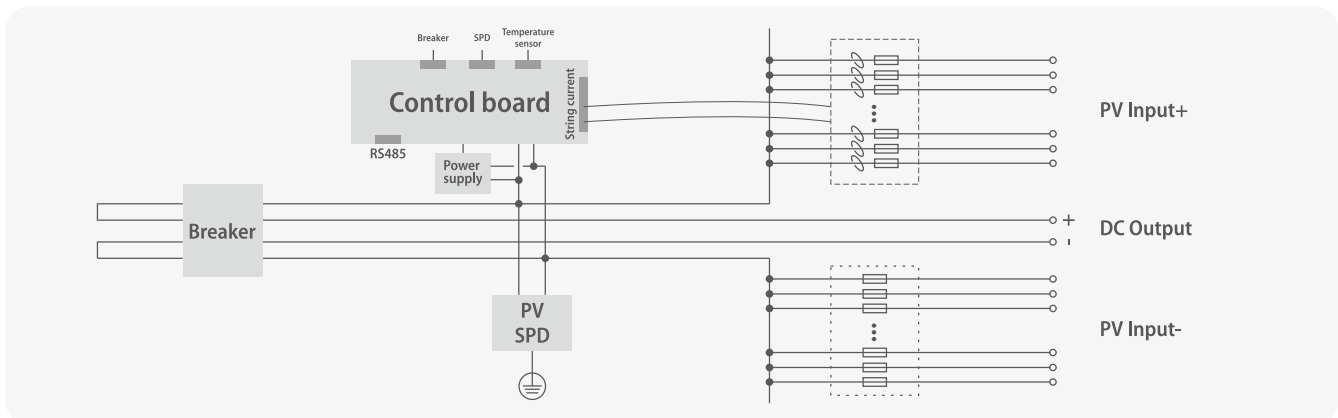 Breaker
SPD
Temperature
sensor
Control board
String current
RS485
Power
supply
PV Input+
Breaker
+
DC Output
-
PV
SPD
PV Input-